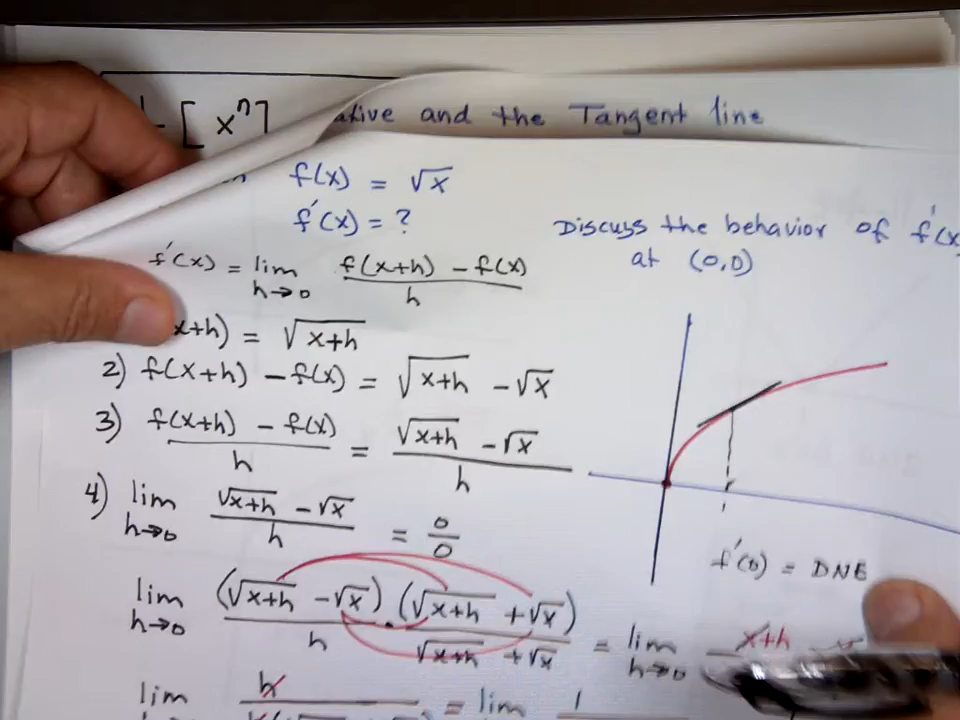 [ x^n ]
and the Tangent line
f(x) = √x
f'(x) = ?
Discuss the behavior of f'(x
at (0,0)
f'(x) = lim h→0 f(x+h) - f(x) / h
x+h) = √x+h
2) f(x+h) - f(x) = √x+h - √x
3) f(x+h) - f(x) / h = √x+h - √x / h
4) lim h→0 √x+h - √x / h = 0/0
f'(0) = DNE
lim h→0 (√x+h - √x) · (√x+h + √x) / h √x+h + √x = lim h→0 x+h
lim h = lim 1